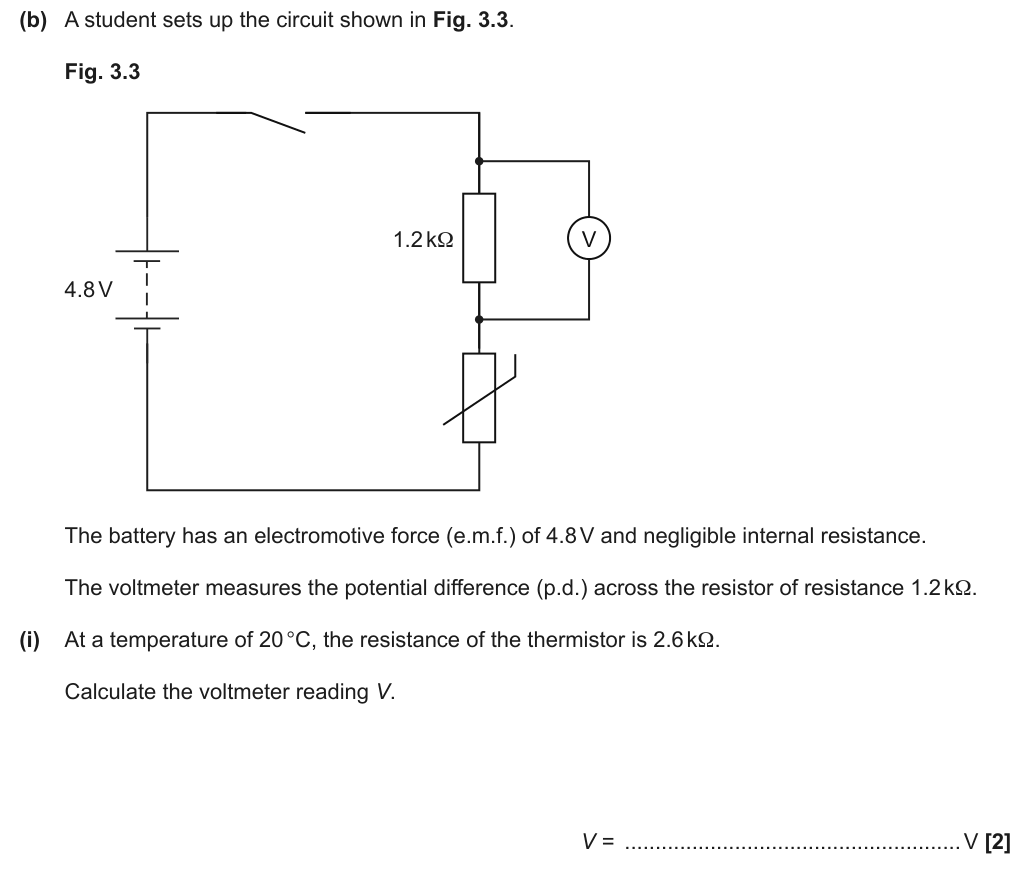 (b) A student sets up the circuit shown in Fig. 3.3.
Fig. 3.3
1.2 kΩ
V
4.8 V
The battery has an electromotive force (e.m.f.) of 4.8 V and negligible internal resistance.
The voltmeter measures the potential difference (p.d.) across the resistor of resistance 1.2 kΩ.
(i) At a temperature of 20 °C, the resistance of the thermistor is 2.6 kΩ.
Calculate the voltmeter reading V.
V = ...................................................... V [2]